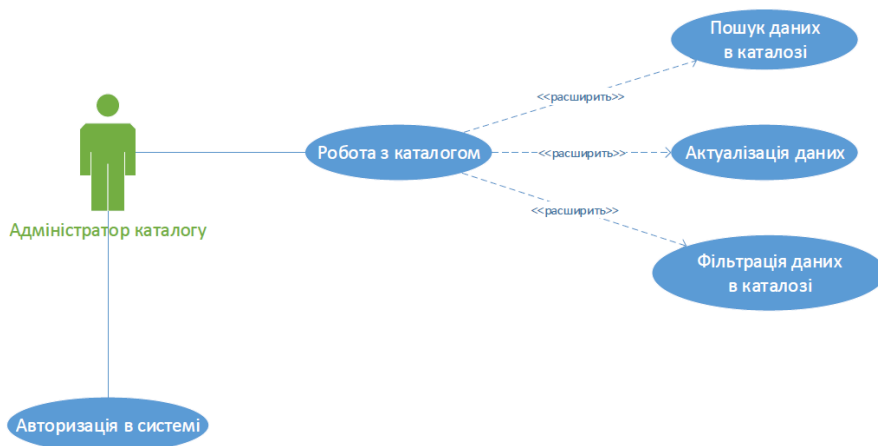 Пошук даних
в каталозі
<<расширить>>
Робота з каталогом
<<расширить>>
Актуалізація даних
<<расширить>>
Адміністратор каталогу
Фільтрація даних
в каталозі
Авторизація в системі